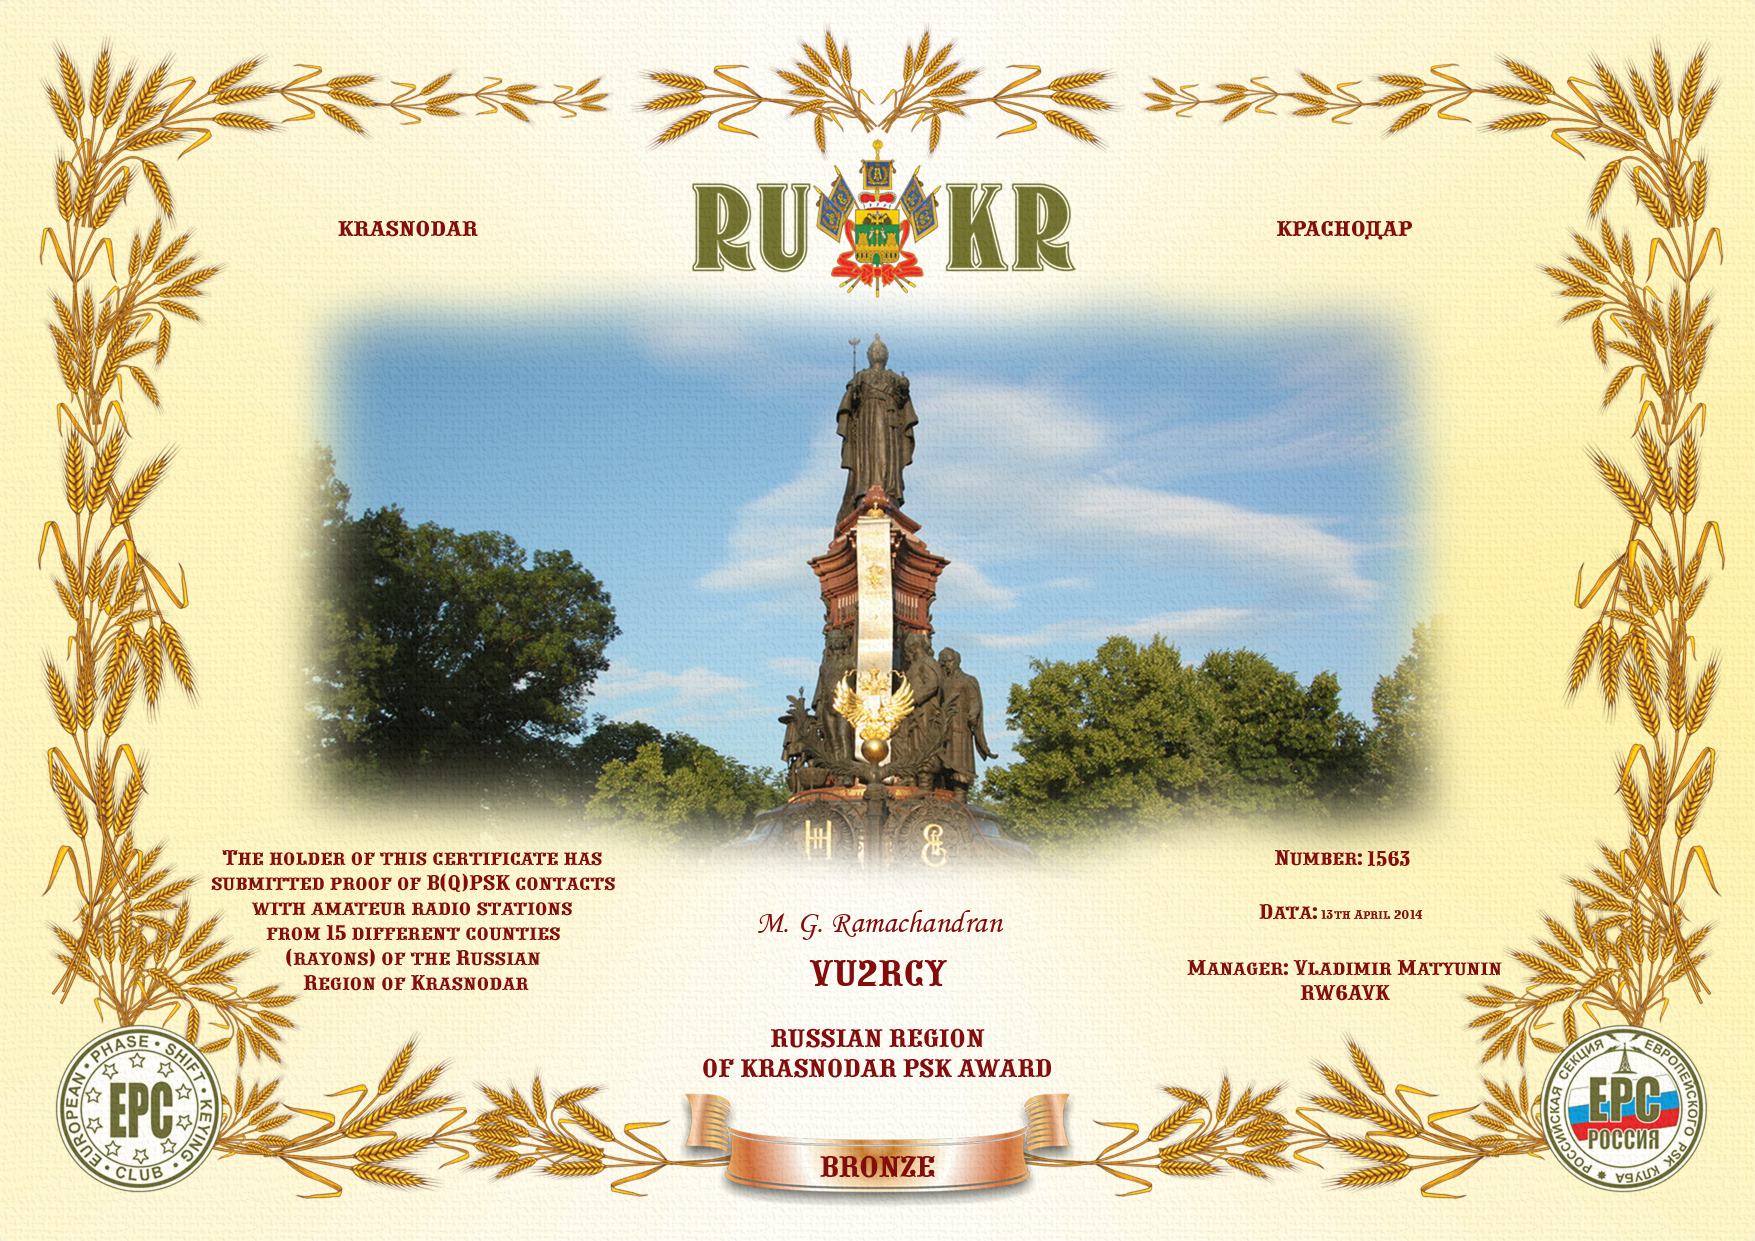 RU KR
KRASNODAR
КРАСНОДАР
The holder of this certificate has
submitted proof of B(Q)PSK contacts
with amateur radio stations
from 15 different counties
(rayons) of the Russian
Region of Krasnodar
Number: 1563
Data: 13th April 2014
Manager: Vladimir Matyunin
RW6AVK
M. G. Ramachandran
VU2RCY
RUSSIAN REGION
OF KRASNODAR PSK AWARD
BRONZE
EUROPEAN • PHASE • SHIFT • KEYING • CLUB •
EPC
РОССИЙСКАЯ СЕКЦИЯ ЕВРОПЕЙСКОГО PSK КЛУБА
EPC
РОССИЯ